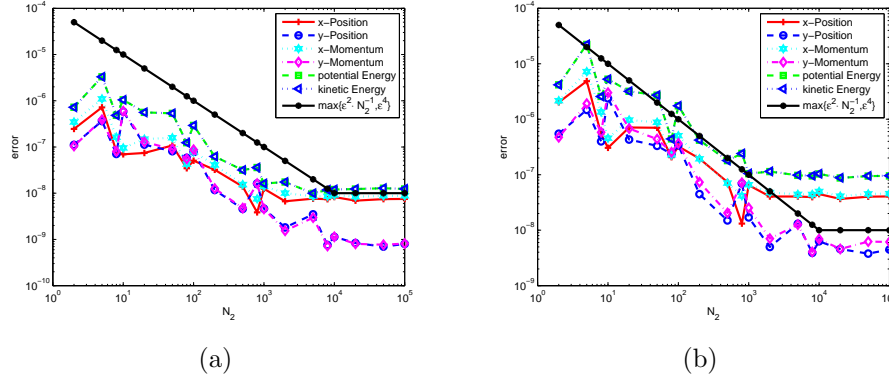 10^-4
10^-5
10^-6
10^-7
10^-8
10^-9
10^-10
error
10^0
10^1
10^2
10^3
10^4
10^5
N_2
x-Position
y-Position
x-Momentum
y-Momentum
potential Energy
kinetic Energy
max{ε^2· N_2^-1,ε^4}
(a)
10^-4
10^-5
10^-6
10^-7
10^-8
10^-9
error
10^0
10^1
10^2
10^3
10^4
10^5
N_2
x-Position
y-Position
x-Momentum
y-Momentum
potential Energy
kinetic Energy
max{ε^2· N_2^-1,ε^4}
(b)